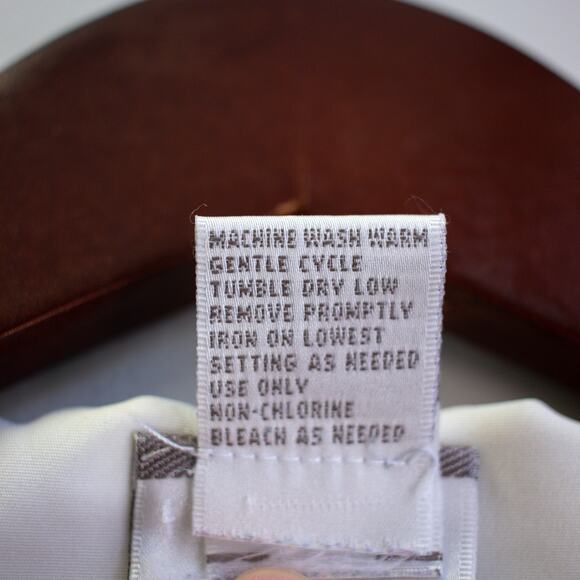 MACHINE WASH WARM
GENTLE CYCLE
TUMBLE DRY LOW
REMOVE PROMPTLY
IRON ON LOWEST
SETTING AS NEEDED
USE ONLY
NON-CHLORINE
BLEACH AS NEEDED